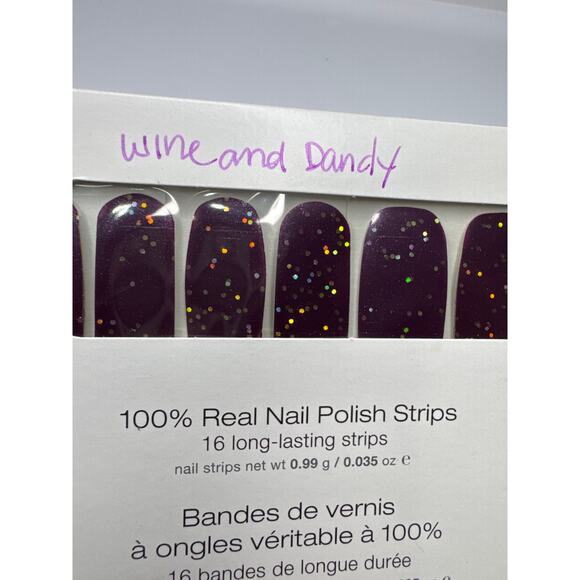 wine and Dandy
100% Real Nail Polish Strips
16 long-lasting strips
nail strips net wt 0.99 g / 0.035 oz ℮
Bandes de vernis
à ongles véritable à 100%
16 bandes de longue durée